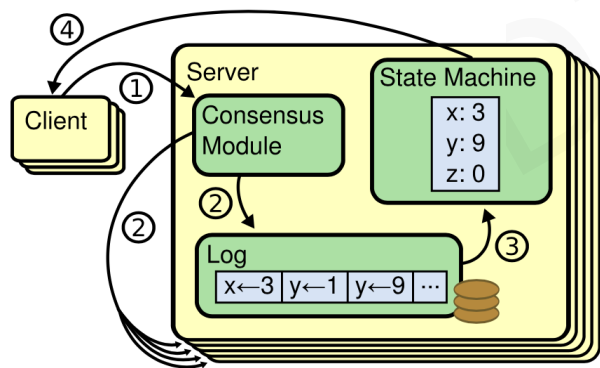 ④
Server
State Machine
①
Client
Consensus
Module
x: 3
y: 9
z: 0
②
②
③
Log
x←3 y←1 y←9 ...